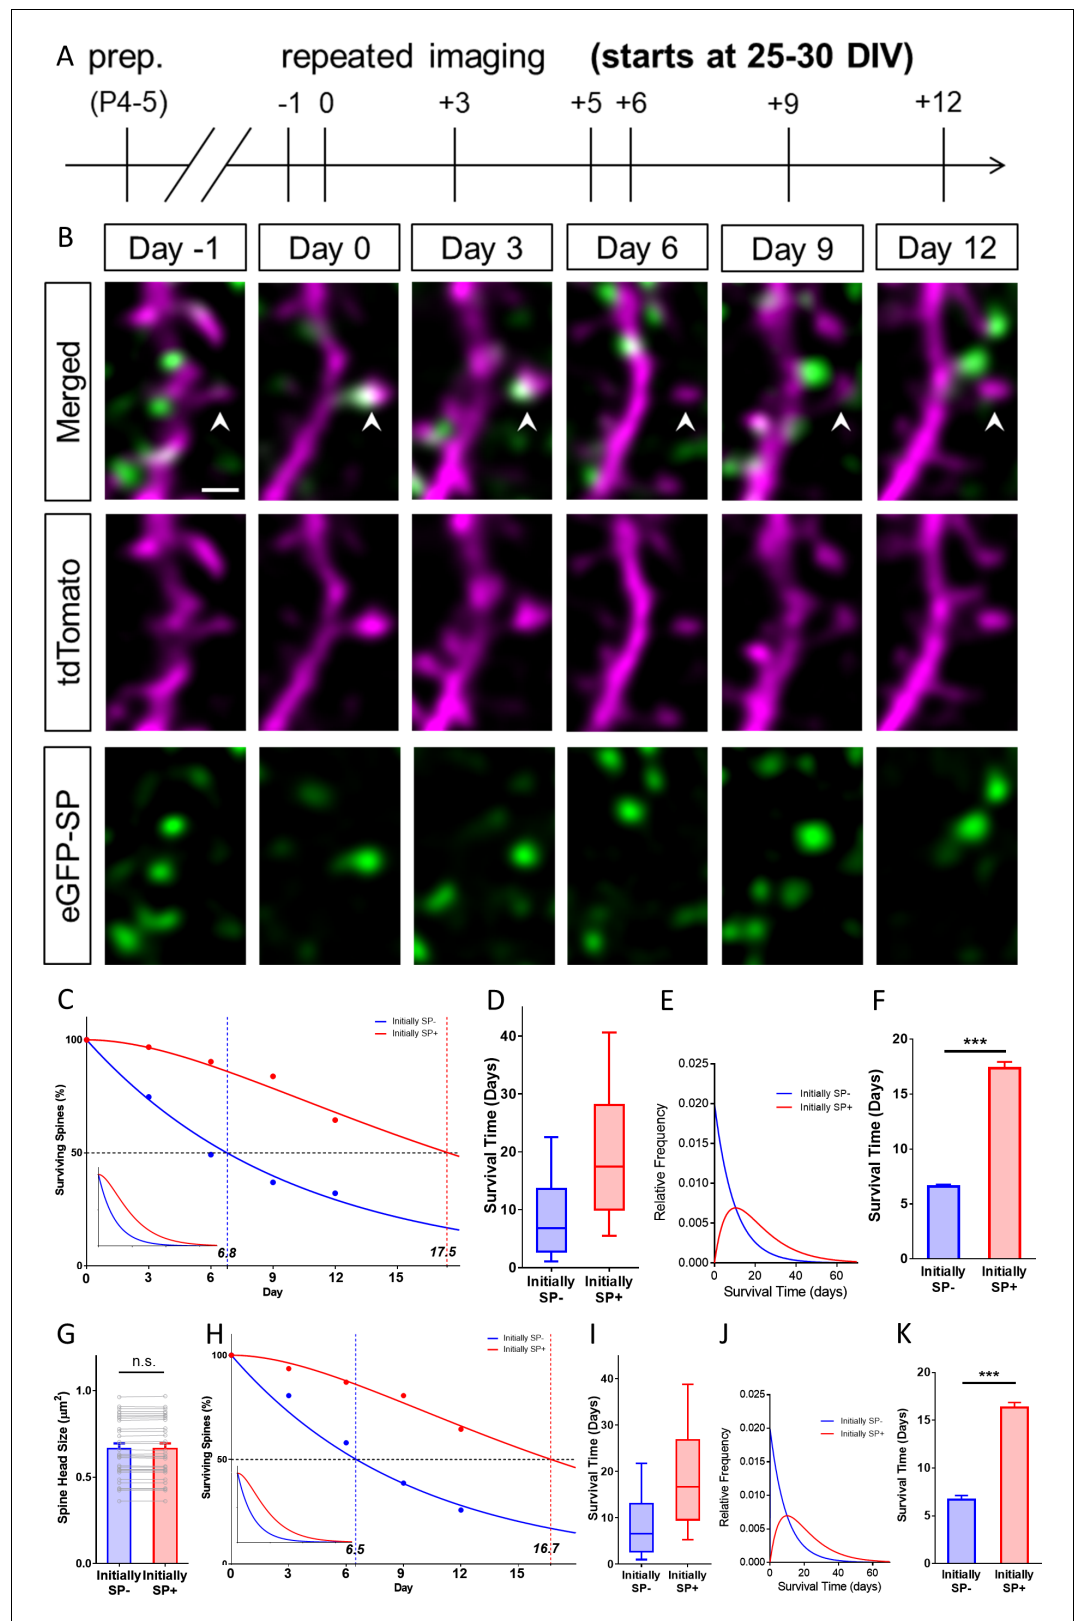 A prep. repeated imaging (starts at 25-30 DIV)
(P4-5) -1 0 +3 +5 +6 +9 +12
B Day -1 Day 0 Day 3 Day 6 Day 9 Day 12
Merged
tdTomato
eGFP-SP
C
Initially SP-
Initially SP+
Surviving Spines (%)
100
50
0
6.8 17.5
0 3 6 9 12 15
Day
D
Survival Time (Days)
40
30
20
10
0
Initially SP- Initially SP+
E
Relative Frequency
0.025
0.020
0.015
0.010
0.005
0.000
Initially SP-
Initially SP+
0 20 40 60
Survival Time (days)
F
Survival Time (Days)
20
15
10
5
0
***
Initially SP- Initially SP+
G
Spine Head Size (μm²)
n.s.
1.0
0.5
0.0
Initially SP- Initially SP+
H
Initially SP-
Initially SP+
Surviving Spines (%)
100
50
0
6.5 16.7
0 3 6 9 12 15 18
Day
I
Survival Time (Days)
40
30
20
10
0
Initially SP- Initially SP+
J
Relative Frequency
0.025
0.020
0.015
0.010
0.005
0.000
Initially SP-
Initially SP+
0 20 40 60
Survival Time (days)
K
Survival Time (Days)
20
15
10
5
0
***
Initially SP- Initially SP+